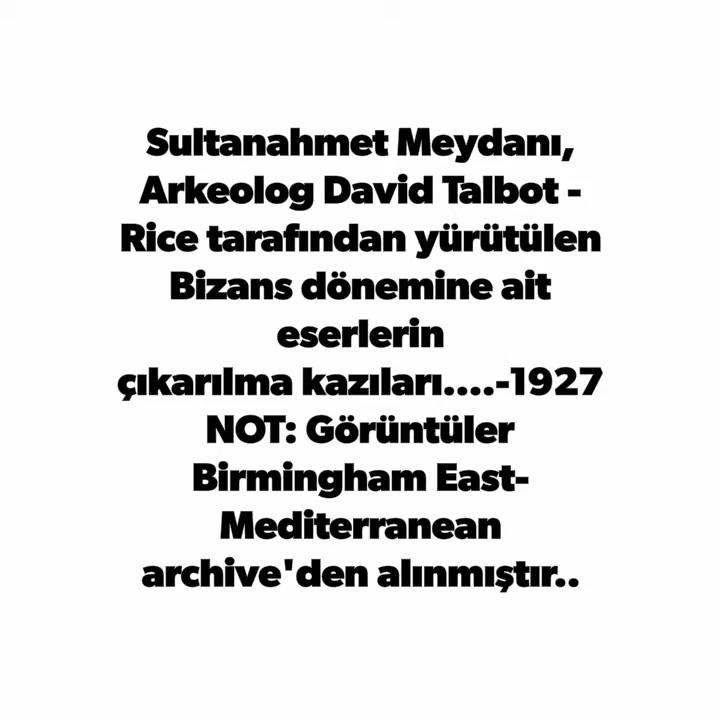 Sultanahmet Meydanı,
Arkeolog David Talbot -
Rice tarafından yürütülen
Bizans dönemine ait
eserlerin
çıkarılma kazıları....-1927
NOT: Görüntüler
Birmingham East-
Mediterranean
archive'den alınmıştır..